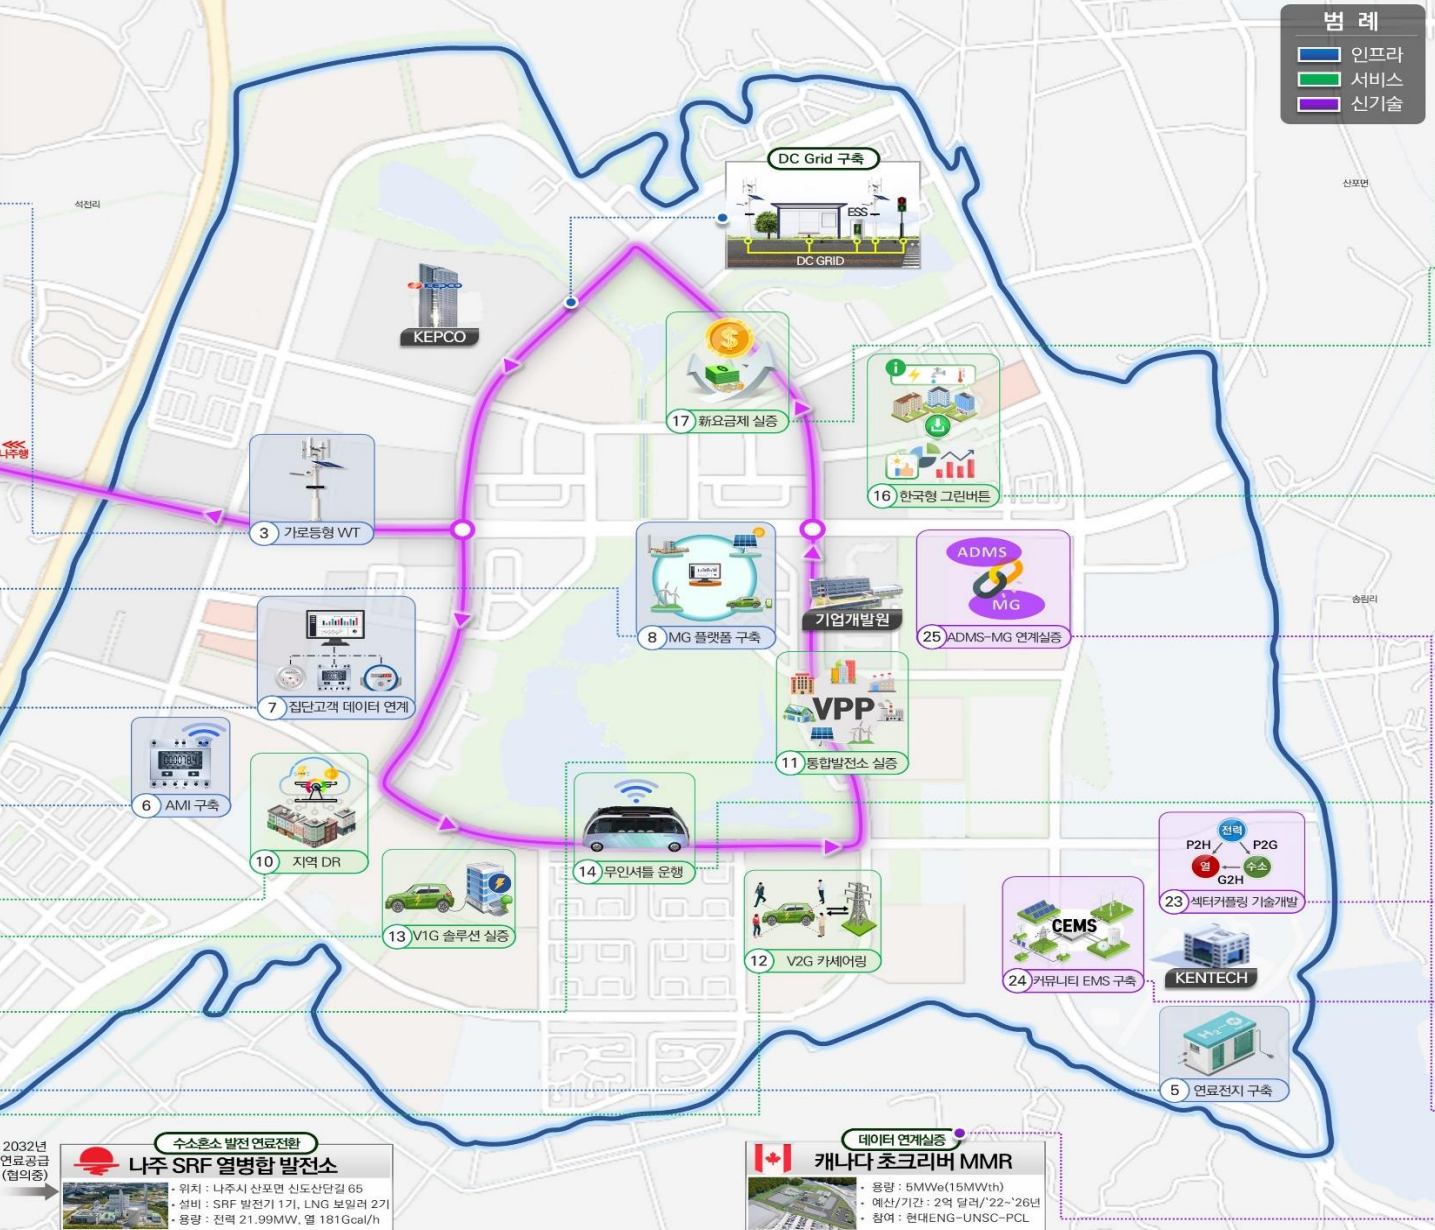 범 례
인프라
서비스
신기술
산포면
석전리
DC Grid 구축
ESS
DC GRID
KEPCO
17 新요금제 실증
16 한국형 그린버튼
나주행
3 가로등형 WT
ADMS
MG
25 ADMS-MG 연계실증
8 MG 플랫폼 구축
기업개발원
송림리
7 집단고객 데이터 연계
VPP
11 통합발전소 실증
6 AMI 구축
10 지역 DR
14 무인셔틀 운행
13 V1G 솔루션 실증
12 V2G 카셰어링
전력
P2H P2G
열 수소
G2H
23 섹터커플링 기술개발
CEMS
24 커뮤니티 EMS 구축
KENTECH
H2
5 연료전지 구축
2032년
연료공급
(협의중)
수소혼소 발전 연료전환
나주 SRF 열병합 발전소
• 위치 : 나주시 산포면 신도산단길 65
• 설비 : SRF 발전기 1기, LNG 보일러 2기
• 용량 : 전력 21.99MW, 열 181Gcal/h
데이터 연계실증
캐나다 초크리버 MMR
• 용량 : 5MWe(15MWth)
• 예산/기간 : 2억 달러/'22~'26년
• 참여 : 현대ENG-UNSC-PCL